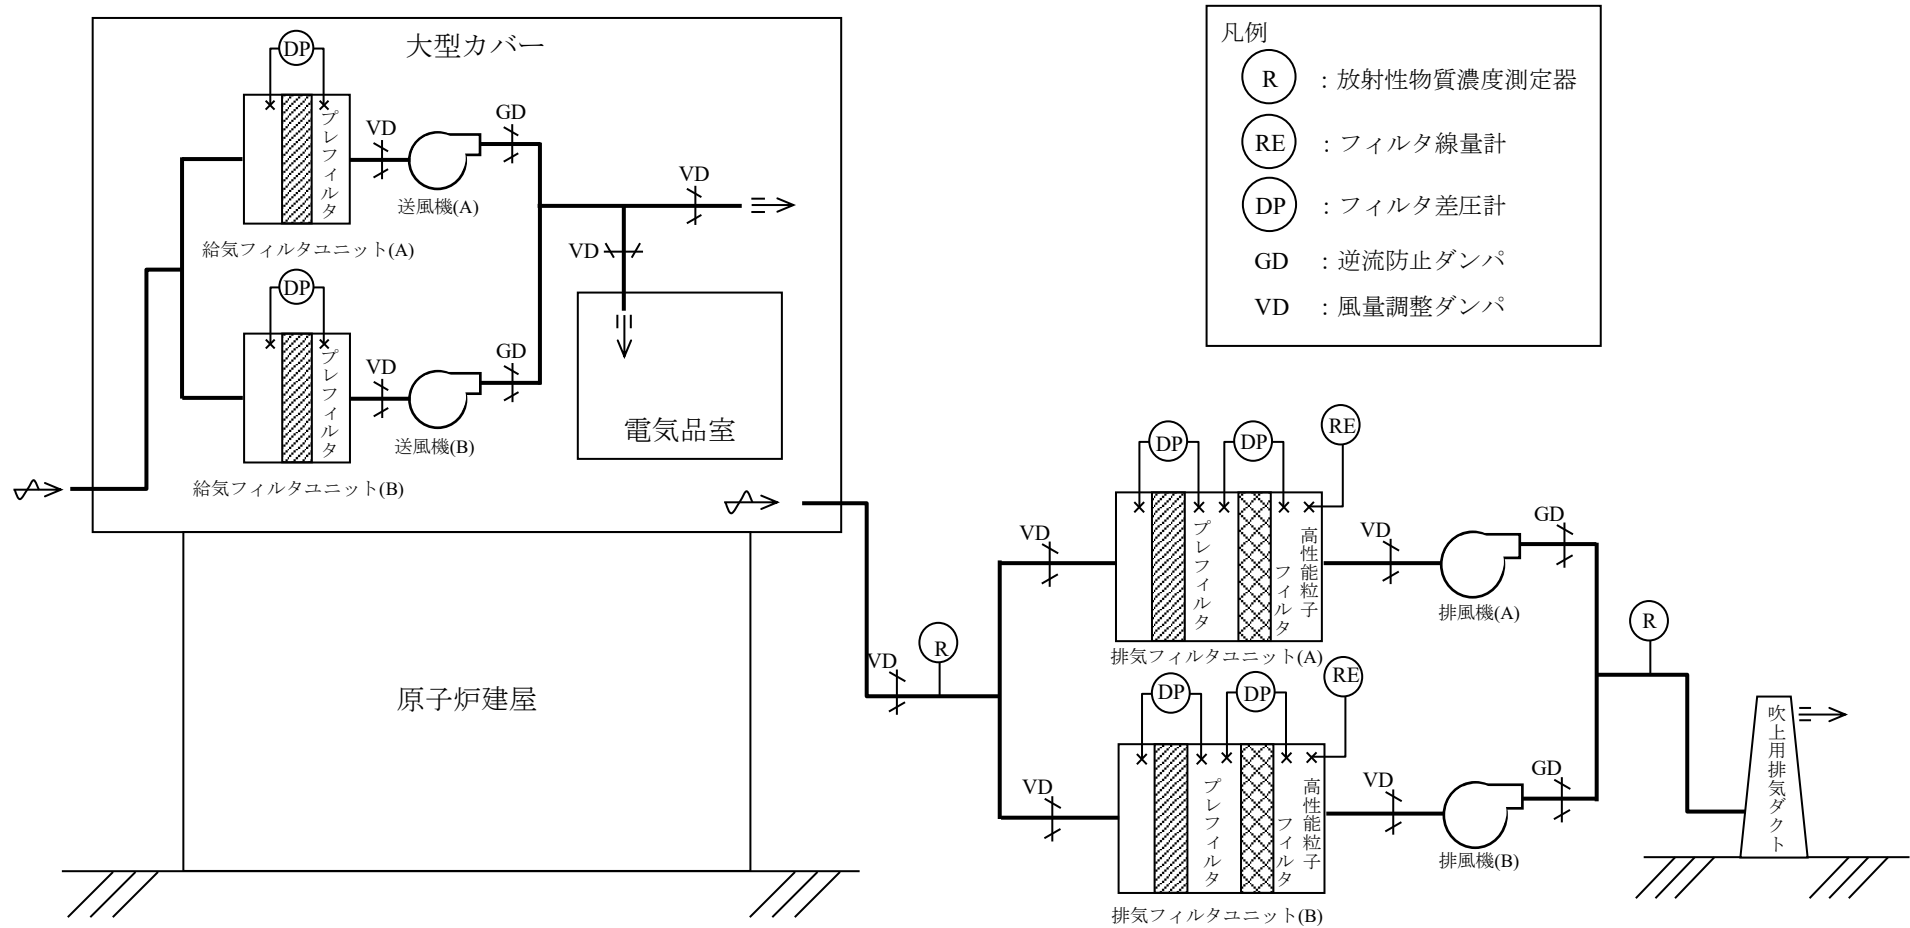 大型カバー
DP
プレフィルタ
VD
送風機(A)
GD
給気フィルタユニット(A)
VD
VD
DP
プレフィルタ
VD
送風機(B)
GD
給気フィルタユニット(B)
電気品室
原子炉建屋
凡例
R : 放射性物質濃度測定器
RE : フィルタ線量計
DP : フィルタ差圧計
GD : 逆流防止ダンパ
VD : 風量調整ダンパ
VD
R
VD
DP
DP
RE
プレフィルタ
高性能粒子
フィルタ
排気フィルタユニット(A)
VD
排風機(A)
GD
VD
DP
DP
RE
プレフィルタ
高性能粒子
フィルタ
排気フィルタユニット(B)
VD
排風機(B)
GD
R
吹上用排気ダクト